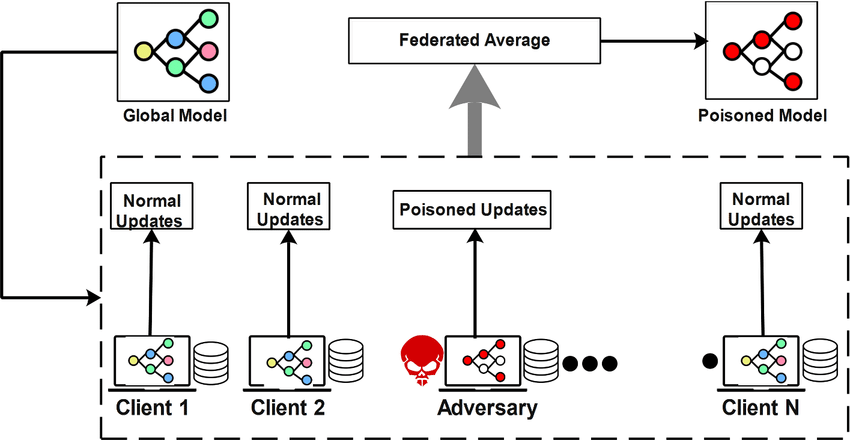 Federated Average
Global Model
Poisoned Model
Normal
Updates
Normal
Updates
Poisoned Updates
Normal
Updates
Client 1
Client 2
Adversary
Client N